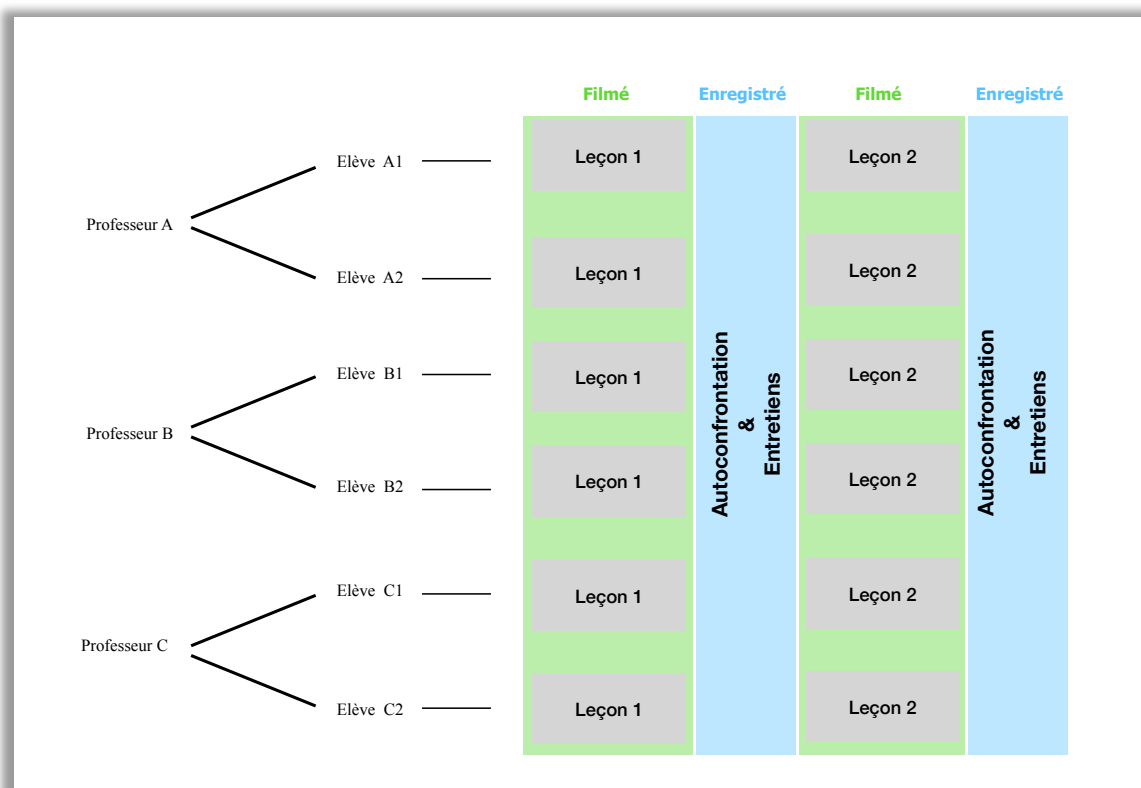 Filmé Enregistré Filmé Enregistré
Elève A1 Leçon 1 Leçon 2
Professeur A
Elève A2 Leçon 1 Leçon 2
Elève B1 Leçon 1 Leçon 2
Professeur B
Elève B2 Leçon 1 Leçon 2
Elève C1 Leçon 1 Leçon 2
Professeur C
Elève C2 Leçon 1 Leçon 2
Autoconfrontation
&
Entretiens
Autoconfrontation
&
Entretiens